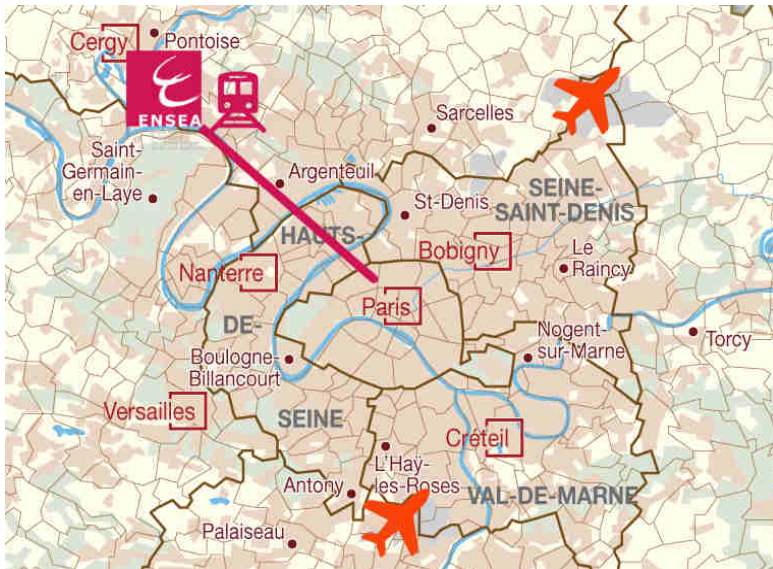 Cergy
Pontoise
ENSEA
Sarcelles
Saint-
Germain-
en-Laye
Argenteuil
St-Denis
SEINE-
SAINT-DENIS
HAUTS-
Bobigny
Le
Raincy
Nanterre
Paris
DE-
Nogent-
sur-Marne
Torcy
Boulogne-
Billancourt
Versailles
SEINE
Créteil
L'Haÿ-
les-Roses
Antony
VAL-DE-MARNE
Palaiseau